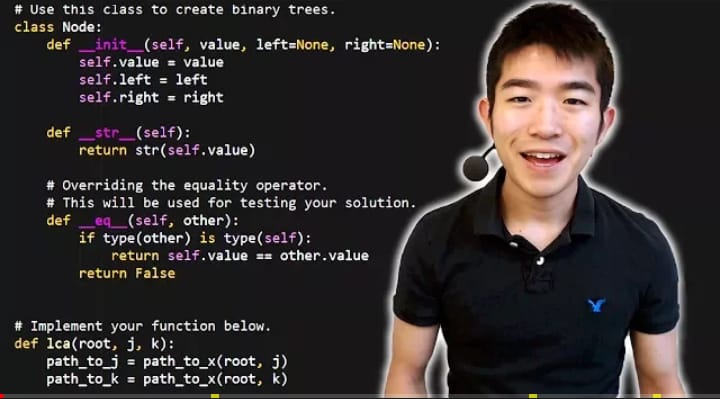 # Use this class to create binary trees.
class Node:
    def __init__(self, value, left=None, right=None):
        self.value = value
        self.left = left
        self.right = right
    def __str__(self):
        return str(self.value)
    # Overriding the equality operator.
    # This will be used for testing your solution.
    def __eq__(self, other):
        if type(other) is type(self):
            return self.value == other.value
        return False
# Implement your function below.
def lca(root, j, k):
    path_to_j = path_to_x(root, j)
    path_to_k = path_to_x(root, k)